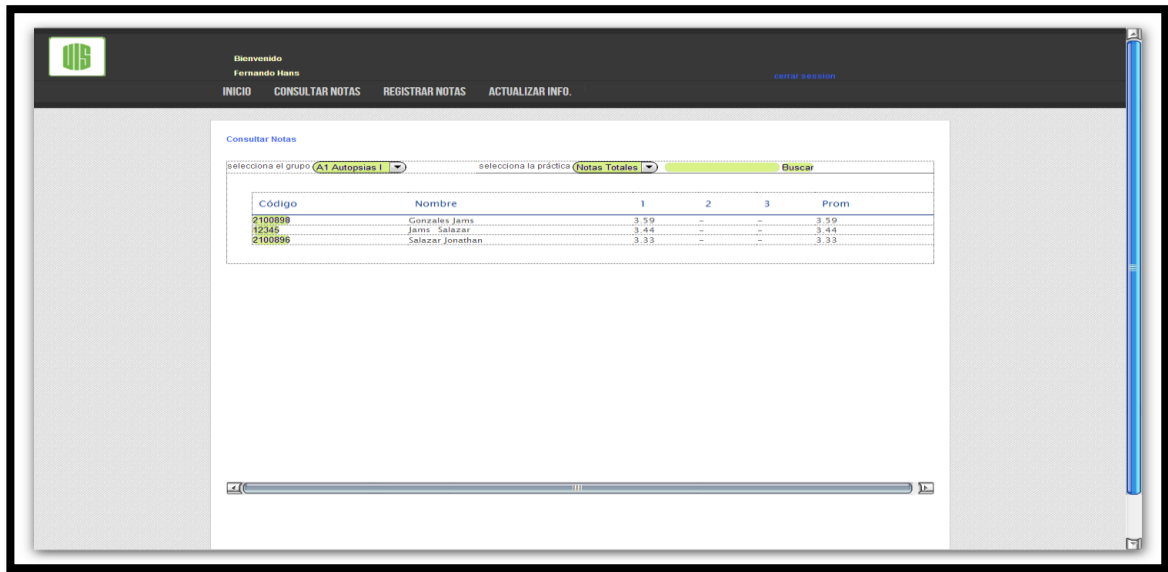 UIS
Bienvenido
Fernando Hans
cerrar session
INICIO CONSULTAR NOTAS REGISTRAR NOTAS ACTUALIZAR INFO.
Consultar Notas
selecciona el grupo A1 Autopsias I selecciona la práctica Notas Totales Buscar
Código Nombre 1 2 3 Prom
2100898 Gonzales Jams 3.59 – – 3.59
12345 Jams Salazar 3.44 – – 3.44
2100896 Salazar Jonathan 3.33 – – 3.33